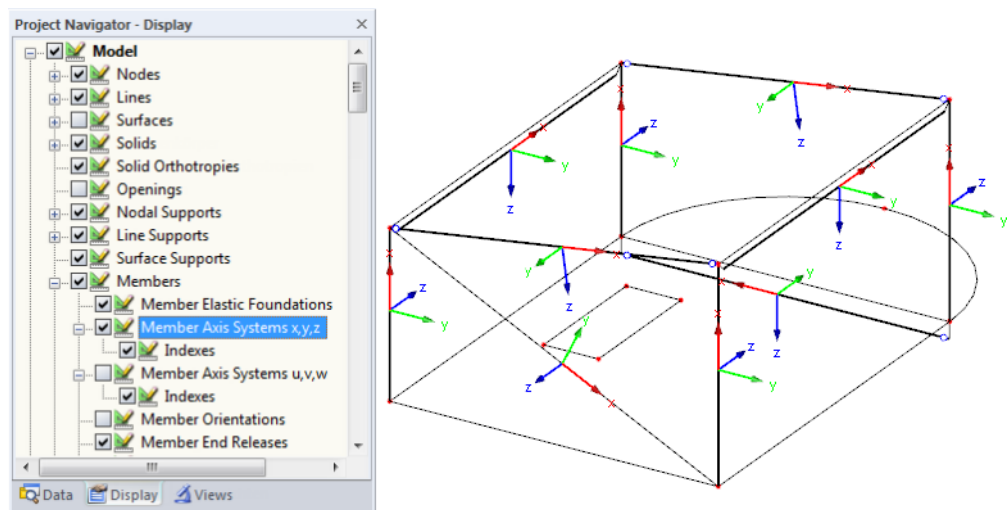 Project Navigator - Display
Model
Nodes
Lines
Surfaces
Solids
Solid Orthotropies
Openings
Nodal Supports
Line Supports
Surface Supports
Members
Member Elastic Foundations
Member Axis Systems x,y,z
Indexes
Member Axis Systems u,v,w
Indexes
Member Orientations
Member End Releases
Data Display Views
x
y
z
x
y
z
x
y
z
x
y
z
x
y
z
x
y
z
x
y
z
x
y
z
x
y
z
x
y
z